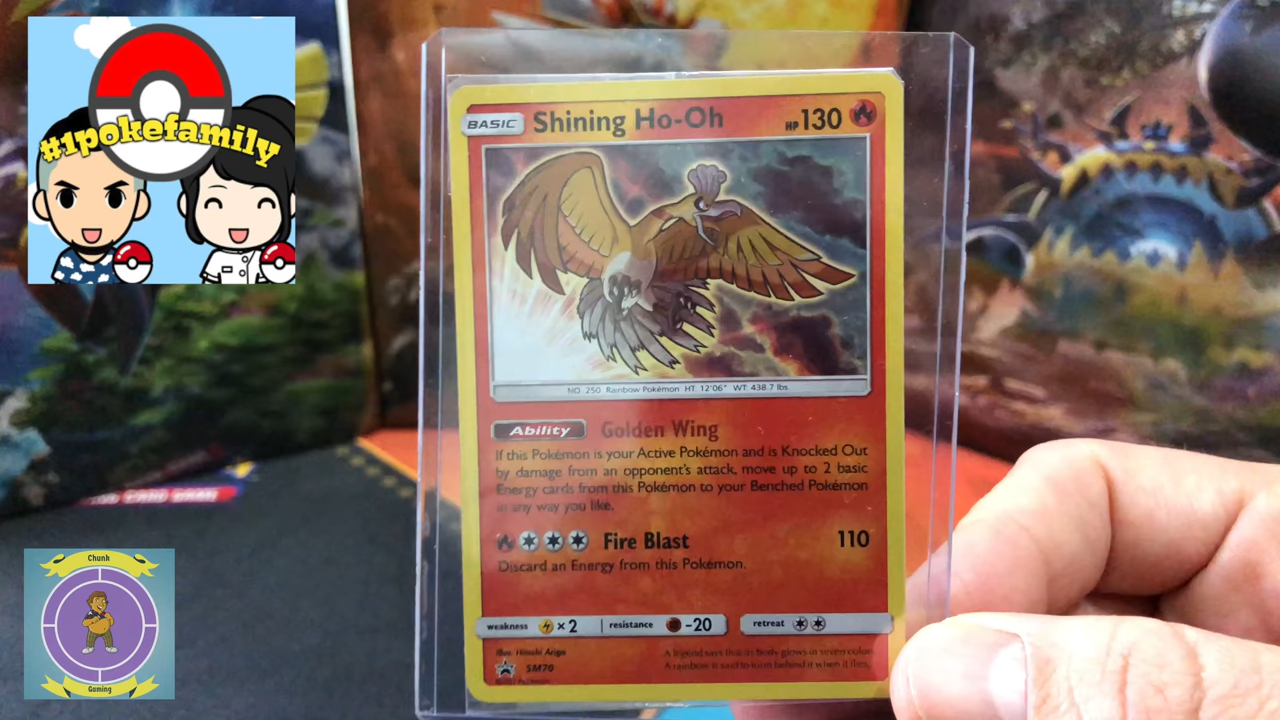 #1pokefamily
BASIC Shining Ho-Oh HP 130
NO. 250 Rainbow Pokémon HT: 12'06" WT: 438.7 lbs.
Ability Golden Wing
If this Pokémon is your Active Pokémon and is Knocked Out
by damage from an opponent's attack, move up to 2 basic
Energy cards from this Pokémon to your Benched Pokémon
in any way you like.
Fire Blast 110
Discard an Energy from this Pokémon.
weakness ×2 resistance -20 retreat
Illus. Hitoshi Ariga
SM70
A legend says that its body glows in seven colors.
A rainbow is said to form behind it when it flies.
Chunk
Gaming